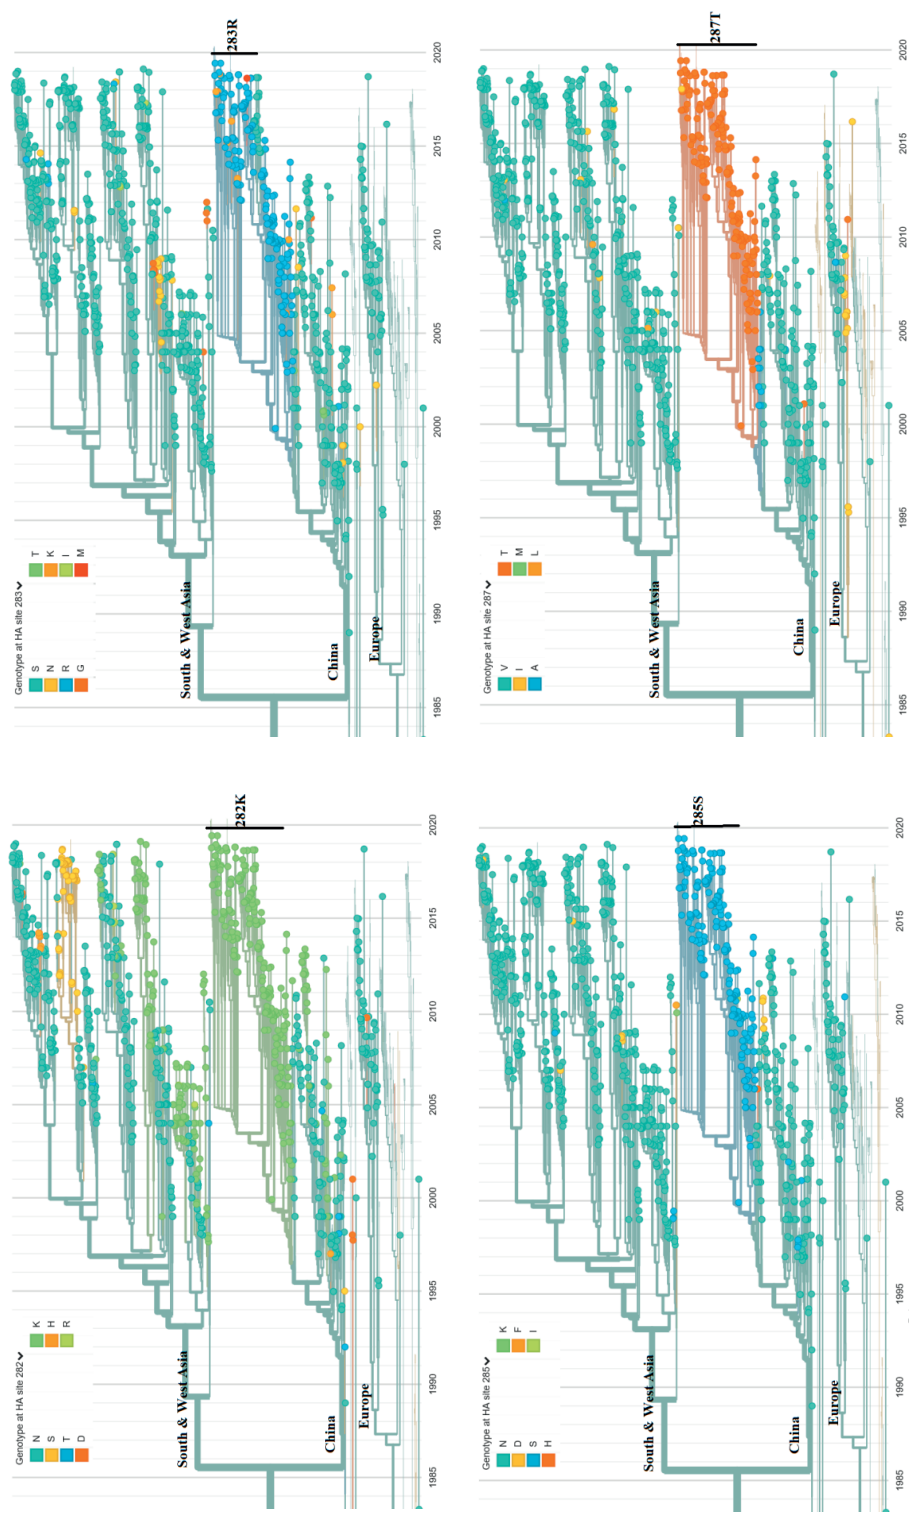 283R
2020
2015
2010
2005
2000
1995
1990
1985
Genotype at HA site 283
S
N
R
G
T
K
I
M
South & West Asia
China
Europe
287T
2020
2015
2010
2005
2000
1995
1990
1985
Genotype at HA site 287
V
I
A
T
M
L
South & West Asia
China
Europe
282K
2020
2015
2010
2005
2000
1995
1990
1985
Genotype at HA site 282
N
S
T
D
K
H
R
South & West Asia
China
Europe
285S
2020
2015
2010
2005
2000
1995
1990
1985
Genotype at HA site 285
N
D
S
H
K
F
I
South & West Asia
China
Europe